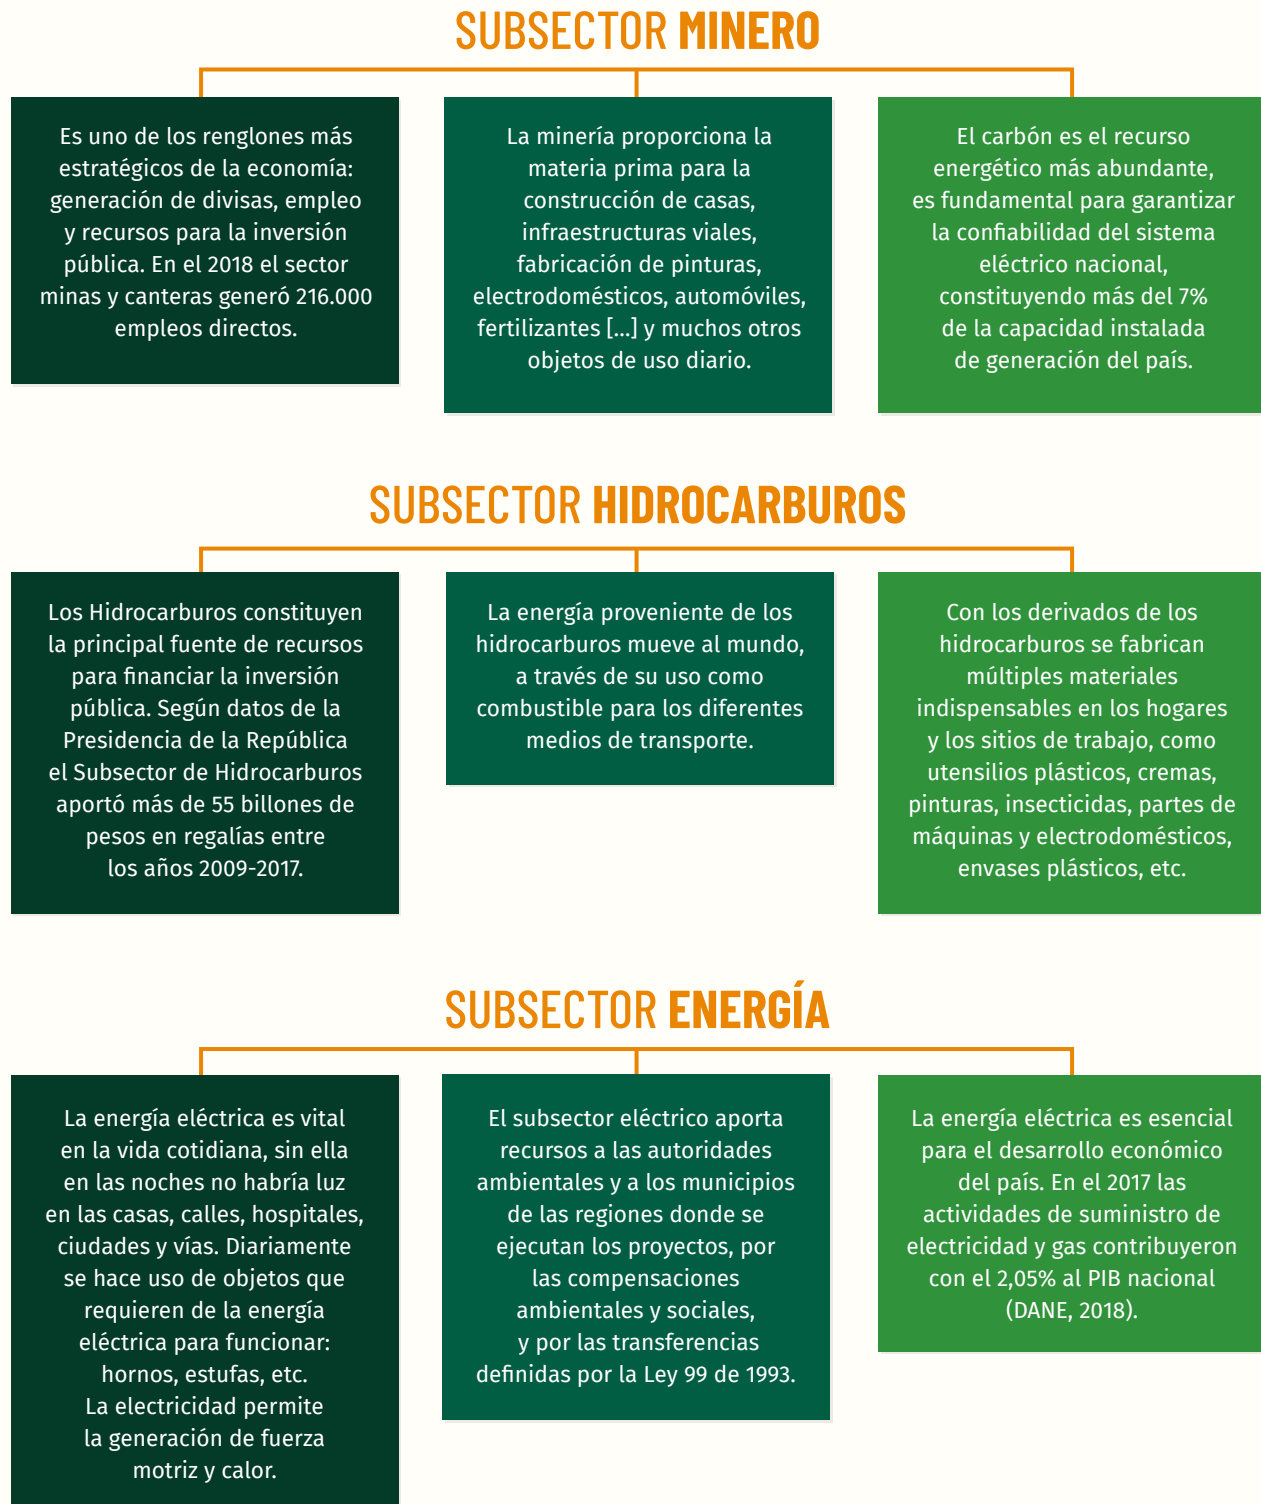 SUBSECTOR MINERO
Es uno de los renglones más
estratégicos de la economía:
generación de divisas, empleo
y recursos para la inversión
pública. En el 2018 el sector
minas y canteras generó 216.000
empleos directos.
La minería proporciona la
materia prima para la
construcción de casas,
infraestructuras viales,
fabricación de pinturas,
electrodomésticos, automóviles,
fertilizantes [...] y muchos otros
objetos de uso diario.
El carbón es el recurso
energético más abundante,
es fundamental para garantizar
la confiabilidad del sistema
eléctrico nacional,
constituyendo más del 7%
de la capacidad instalada
de generación del país.
SUBSECTOR HIDROCARBUROS
Los Hidrocarburos constituyen
la principal fuente de recursos
para financiar la inversión
pública. Según datos de la
Presidencia de la República
el Subsector de Hidrocarburos
aportó más de 55 billones de
pesos en regalías entre
los años 2009-2017.
La energía proveniente de los
hidrocarburos mueve al mundo,
a través de su uso como
combustible para los diferentes
medios de transporte.
Con los derivados de los
hidrocarburos se fabrican
múltiples materiales
indispensables en los hogares
y los sitios de trabajo, como
utensilios plásticos, cremas,
pinturas, insecticidas, partes de
máquinas y electrodomésticos,
envases plásticos, etc.
SUBSECTOR ENERGÍA
La energía eléctrica es vital
en la vida cotidiana, sin ella
en las noches no habría luz
en las casas, calles, hospitales,
ciudades y vías. Diariamente
se hace uso de objetos que
requieren de la energía
eléctrica para funcionar:
hornos, estufas, etc.
La electricidad permite
la generación de fuerza
motriz y calor.
El subsector eléctrico aporta
recursos a las autoridades
ambientales y a los municipios
de las regiones donde se
ejecutan los proyectos, por
las compensaciones
ambientales y sociales,
y por las transferencias
definidas por la Ley 99 de 1993.
La energía eléctrica es esencial
para el desarrollo económico
del país. En el 2017 las
actividades de suministro de
electricidad y gas contribuyeron
con el 2,05% al PIB nacional
(DANE, 2018).